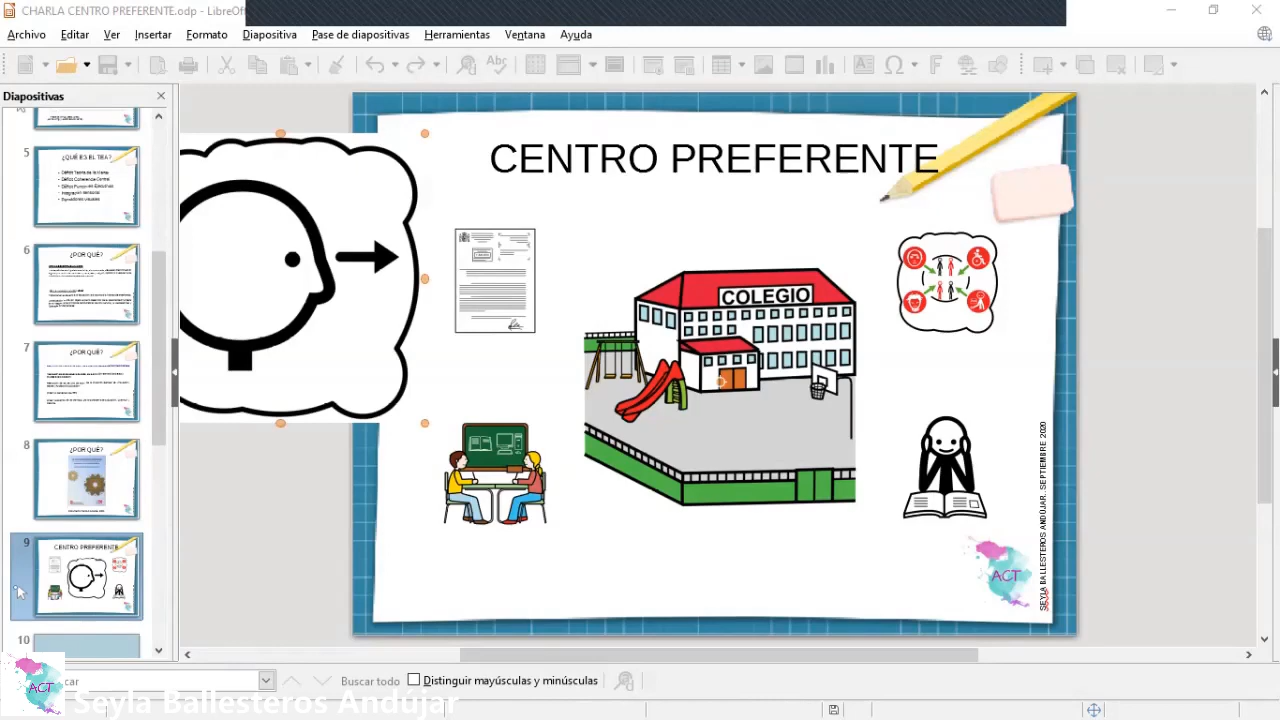 CHARLA CENTRO PREFERENTE.odp - LibreOf
Archivo Editar Ver Insertar Formato Diapositiva Pase de diapositivas Herramientas Ventana Ayuda
Diapositivas
5
¿QUÉ ES EL TEA?
6
¿POR QUÉ?
7
¿POR QUÉ?
8
¿POR QUÉ?
9
CENTRO PREFERENTE
10
CENTRO PREFERENTE
COLEGIO
ACT
SEYLA BALLESTEROS ANDÚJAR. SEPTIEMBRE 2020
car
Buscar todo
Distinguir mayúsculas y minúsculas
ACT
Seyla Ballesteros Andújar